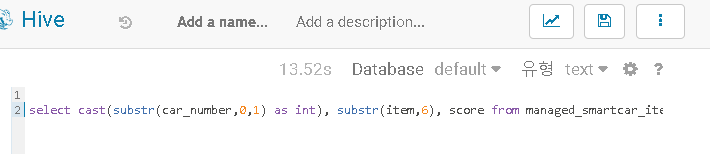 Hive Add a name... Add a description...
13.52s Database default 유형 text ?
1
2 select cast(substr(car_number,0,1) as int), substr(item,6), score from managed_smartcar_ite